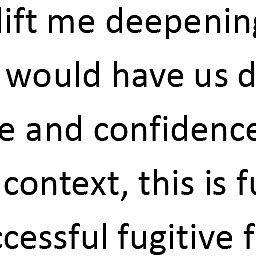 lift me deepening
would have us d
e and confidence
context, this is fu
ccessful fugitive f